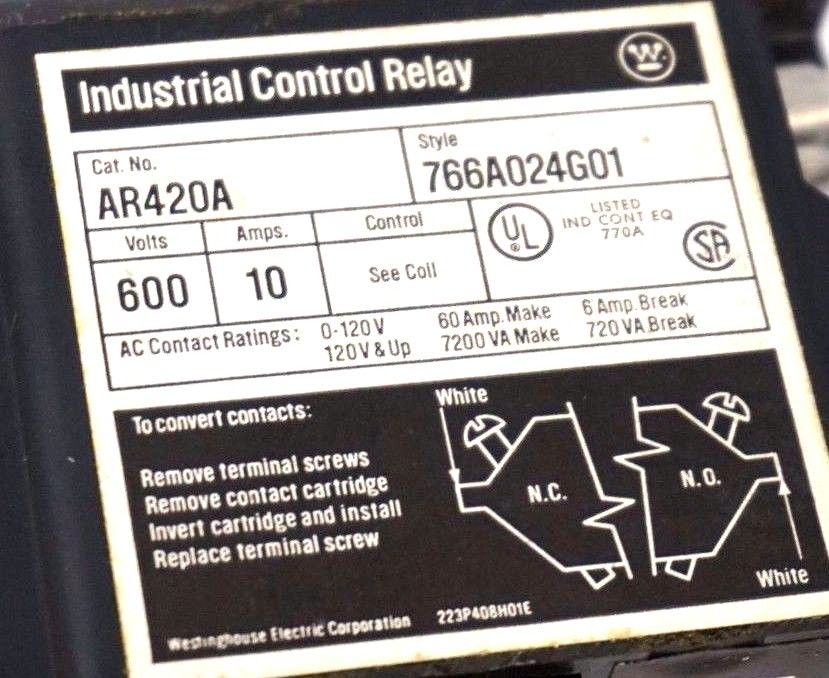 Industrial Control Relay
W
Cat. No.
AR420A
Style
766A024G01
Volts
600
Amps.
10
Control
See Coil
UL
®
LISTED
IND CONT EQ
770A
SA
AC Contact Ratings: 0-120V 60 Amp. Make 6 Amp. Break
120V & Up 7200 VA Make 720 VA Break
To convert contacts:
Remove terminal screws
Remove contact cartridge
Invert cartridge and install
Replace terminal screw
White
N.C.
N.O.
White
Westinghouse Electric Corporation 223P408H01E